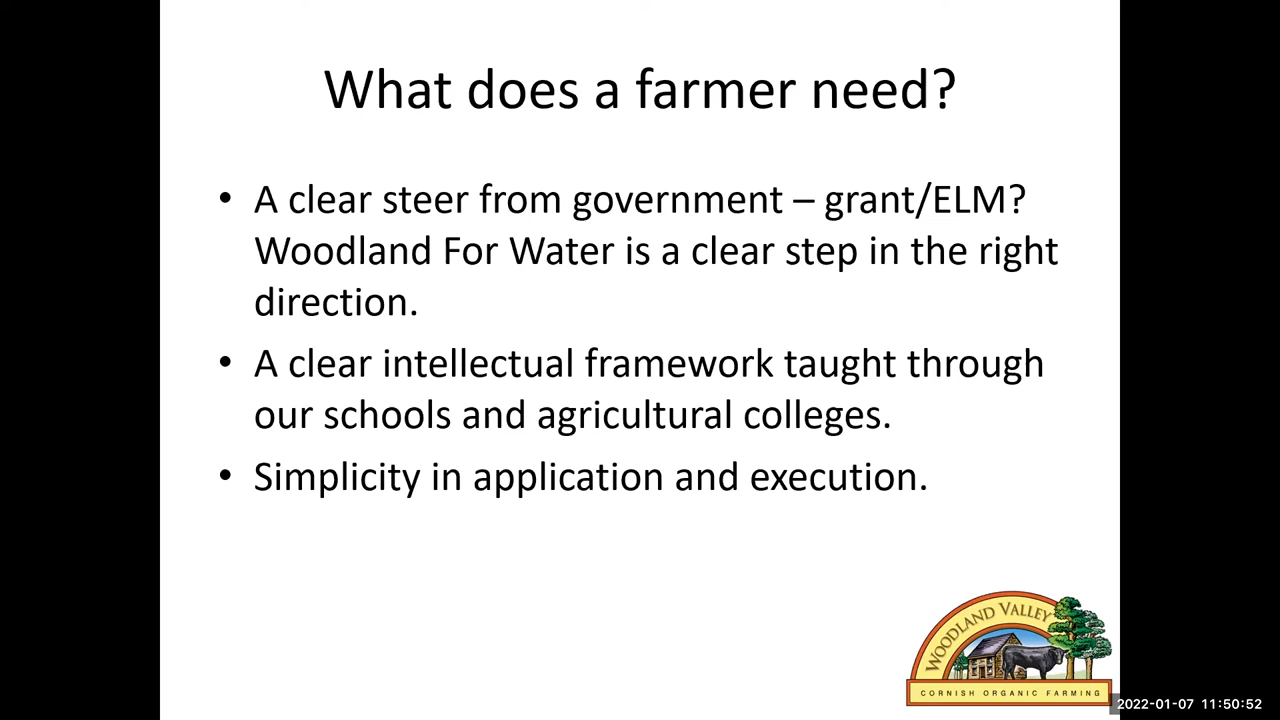 What does a farmer need?
• A clear steer from government – grant/ELM?
Woodland For Water is a clear step in the right
direction.
• A clear intellectual framework taught through
our schools and agricultural colleges.
• Simplicity in application and execution.
WOODLAND VALLEY
CORNISH ORGANIC FARMING
2022-01-07 11:50:52